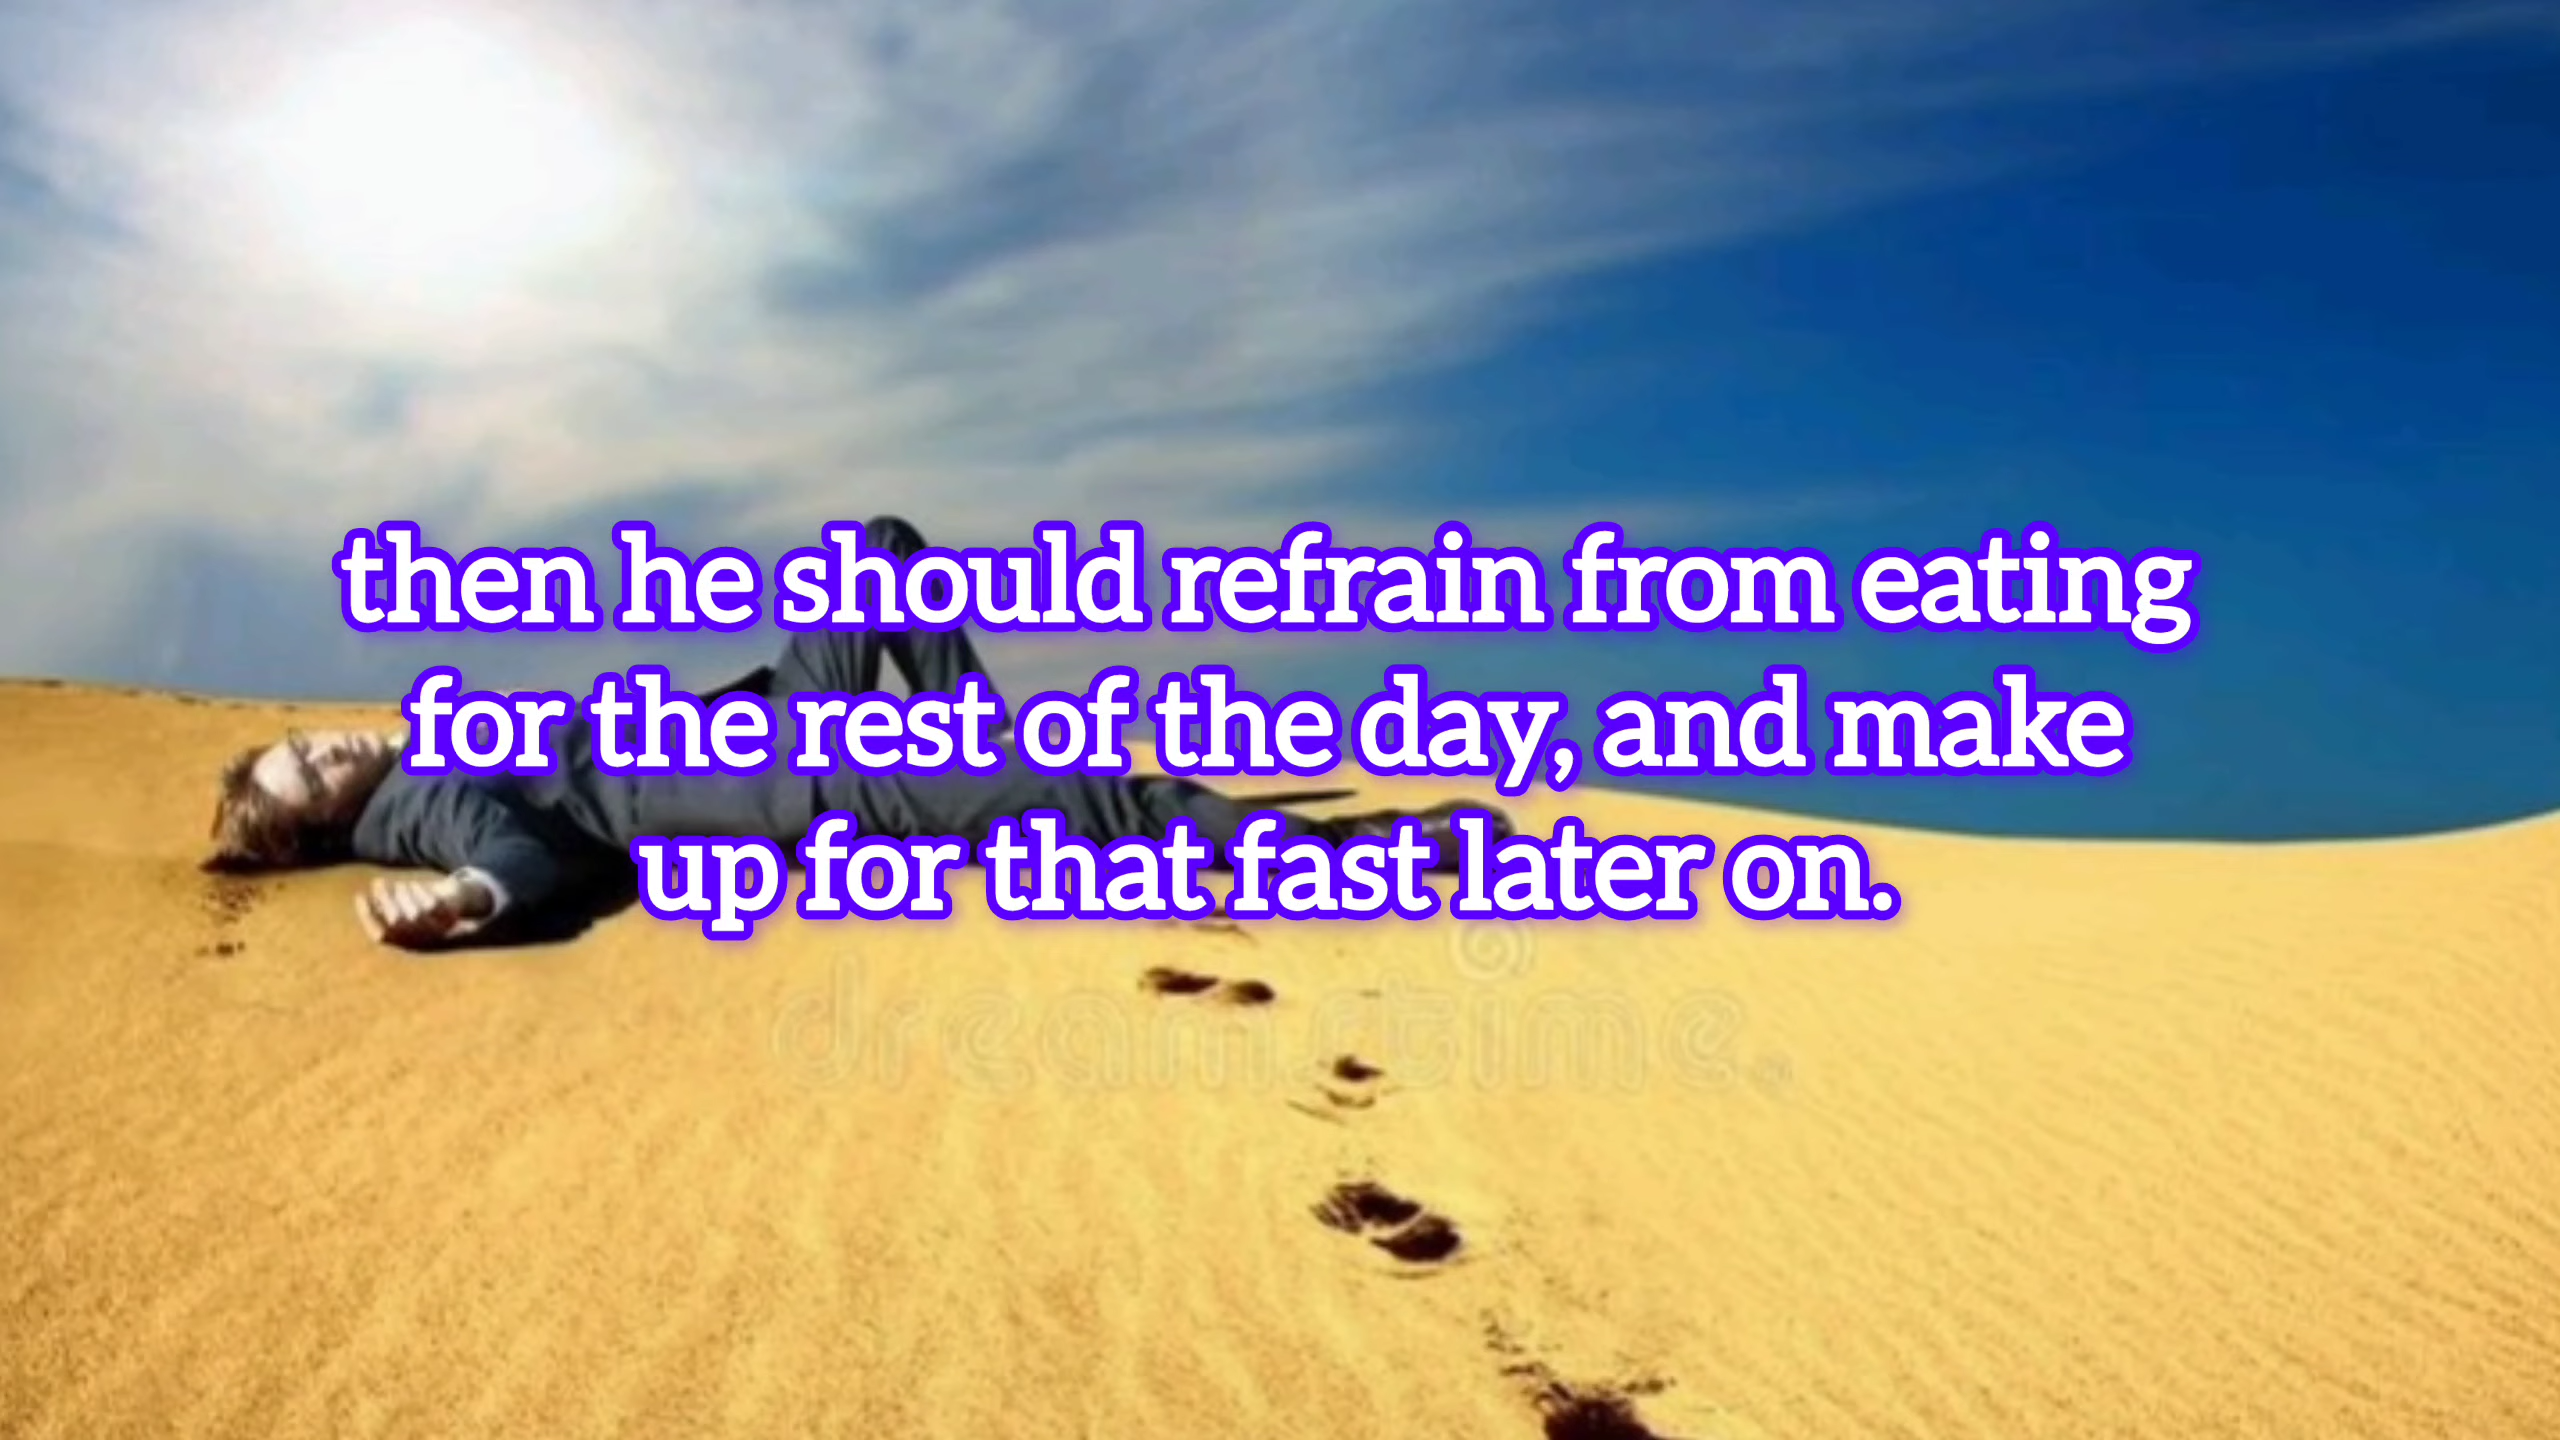 then he should refrain from eating
for the rest of the day, and make
up for that fast later on.
dreamstime.